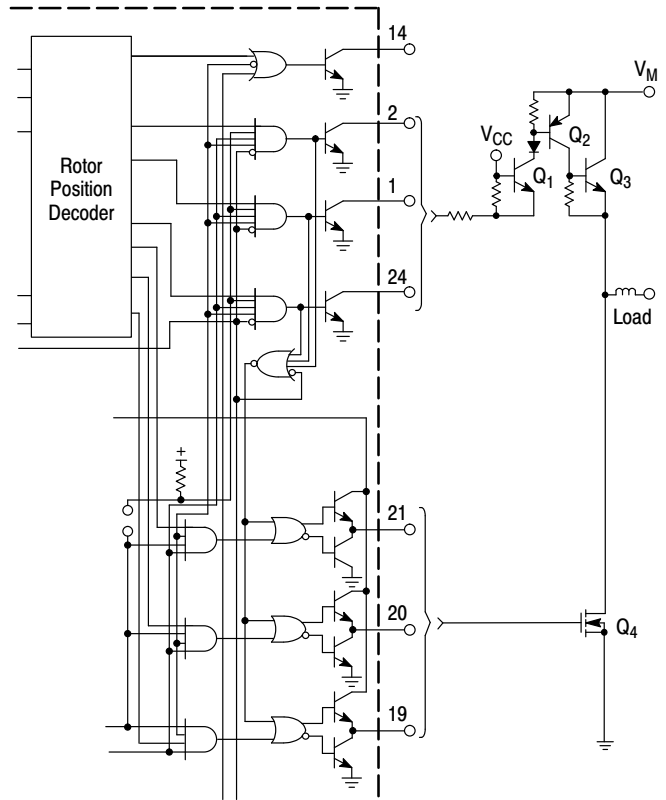 14
V_M
2
V_CC
Q_2
Q_1
Q_3
Rotor
Position
Decoder
1
24
Load
+
21
20
Q_4
19